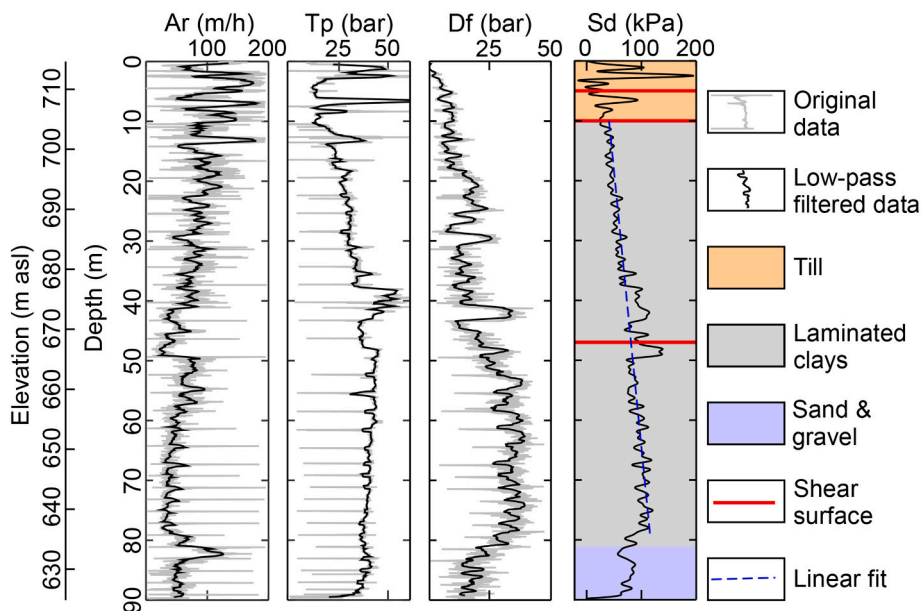 Ar (m/h) Tp (bar) Df (bar) Sd (kPa)
100 200 25 50 25 50 0 100 200
Elevation (m asl)
710
700
690
680
670
660
650
640
630
Depth (m)
0
10
20
30
40
50
60
70
80
90
Original
data
Low-pass
filtered data
Till
Laminated
clays
Sand &
gravel
Shear
surface
Linear fit